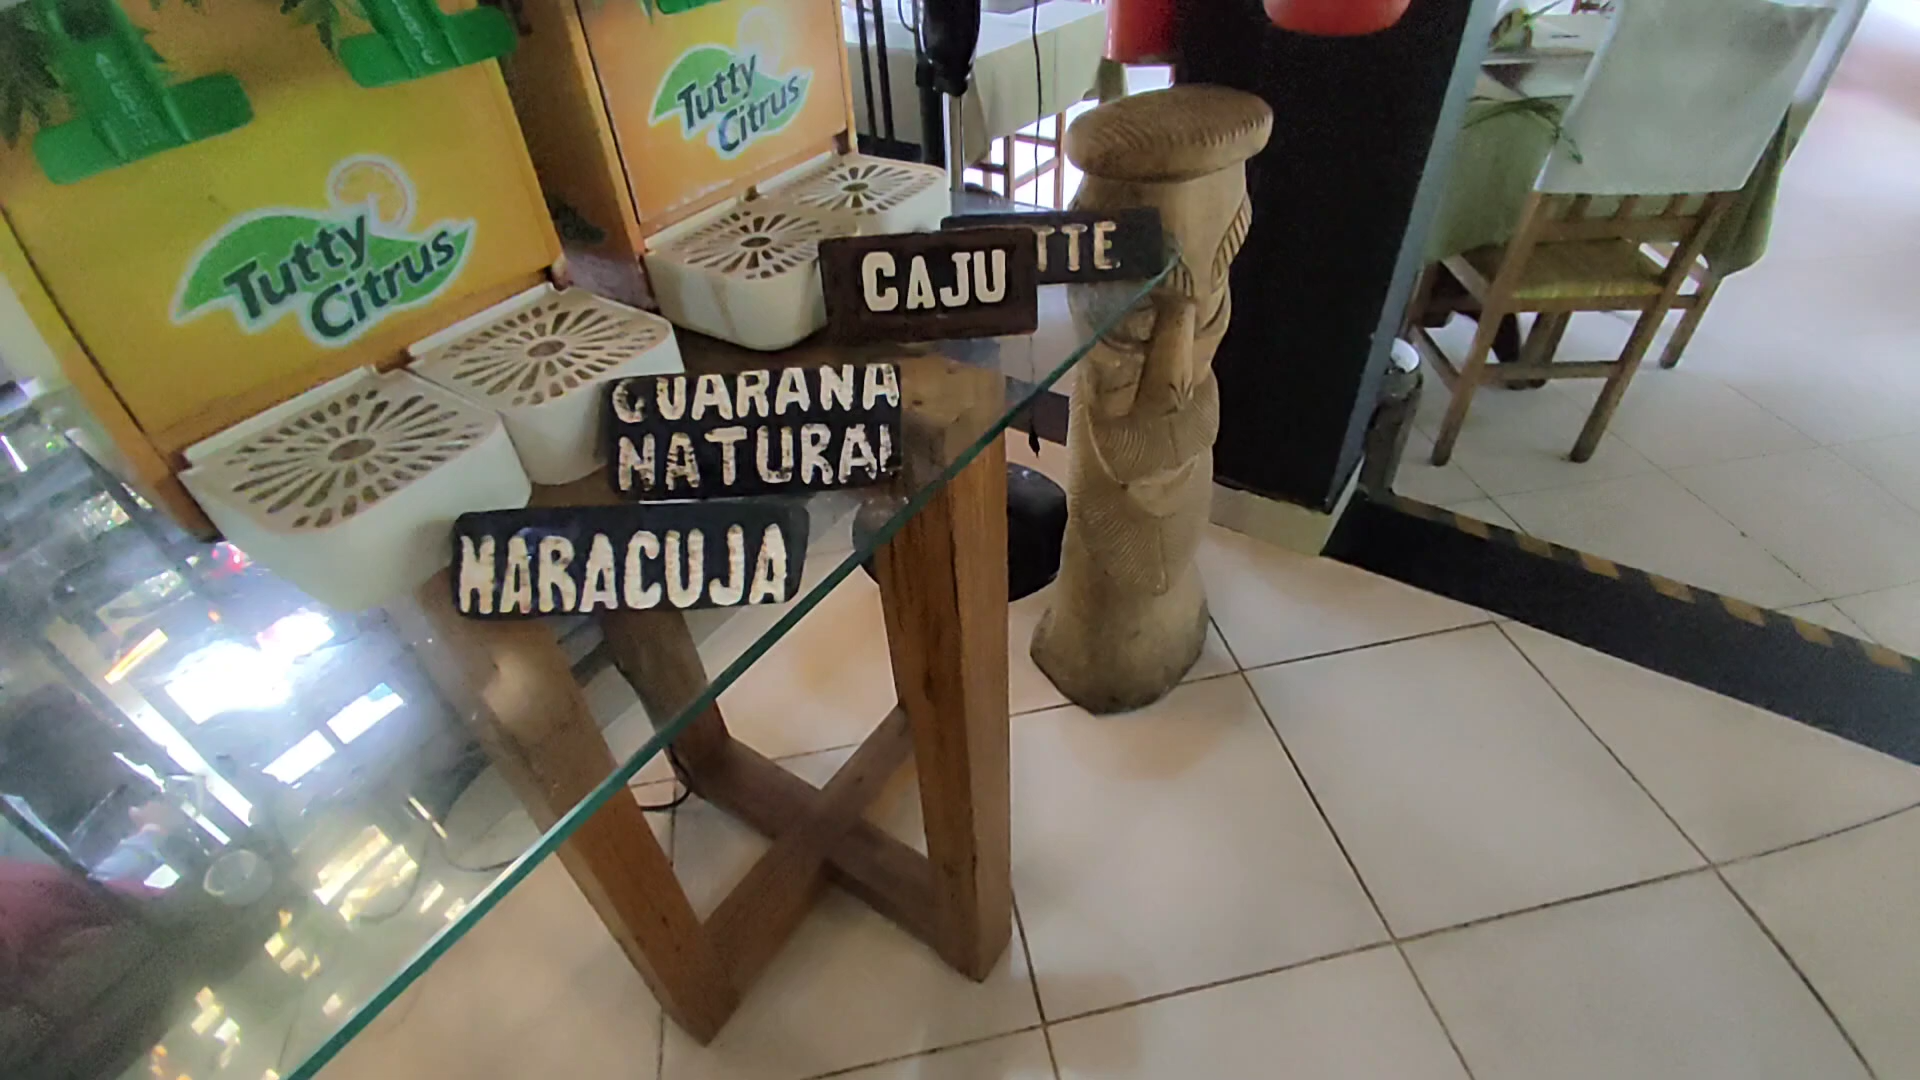 Tutty
Citrus
Tutty
Citrus
TTE
CAJU
GUARANA
NATURAL
MARACUJA